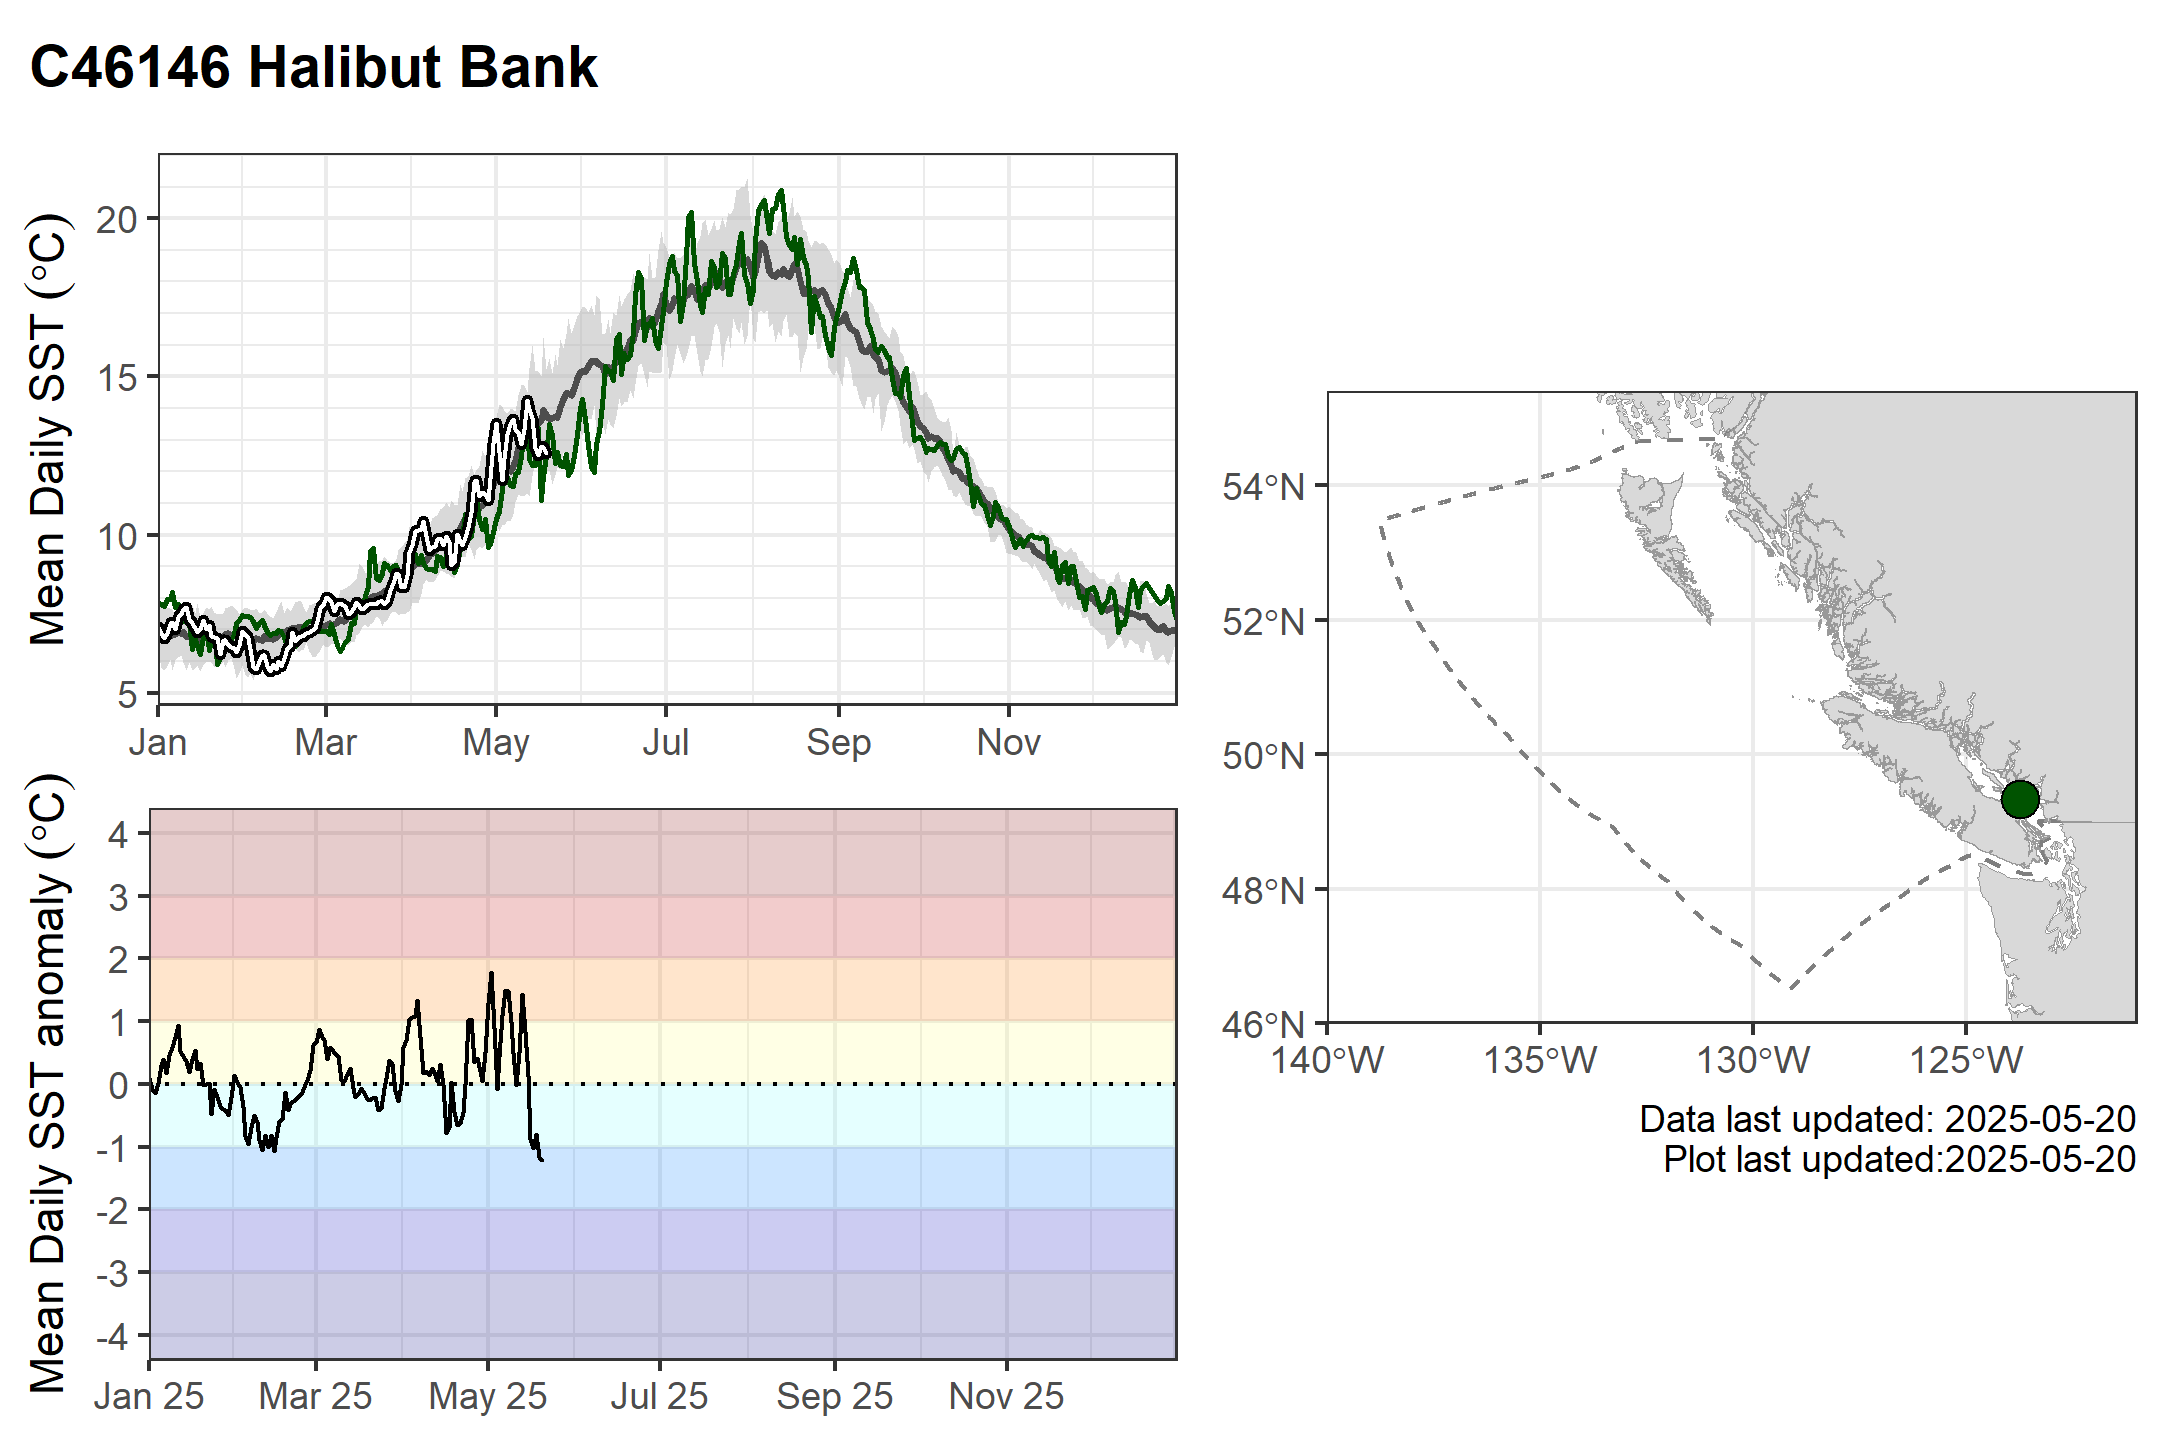 C46146 Halibut Bank
Mean Daily SST (°C)
20
15
10
5
Jan Mar May Jul Sep Nov
Mean Daily SST anomaly (°C)
4
3
2
1
0
-1
-2
-3
-4
Jan 25 Mar 25 May 25 Jul 25 Sep 25 Nov 25
54°N
52°N
50°N
48°N
46°N
140°W 135°W 130°W 125°W
Data last updated: 2025-05-20
Plot last updated:2025-05-20